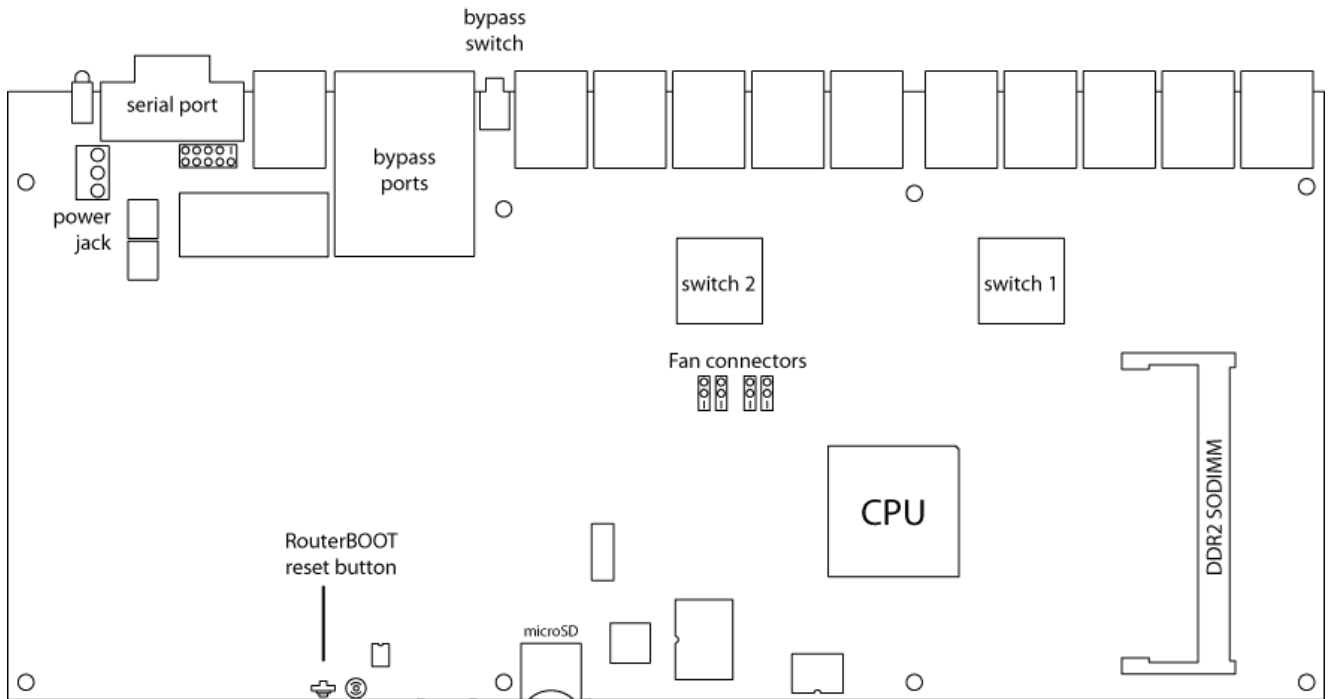 bypass
switch
serial port
bypass
ports
power
jack
switch 2
switch 1
Fan connectors
CPU
DDR2 SODIMM
RouterBOOT
reset button
microSD